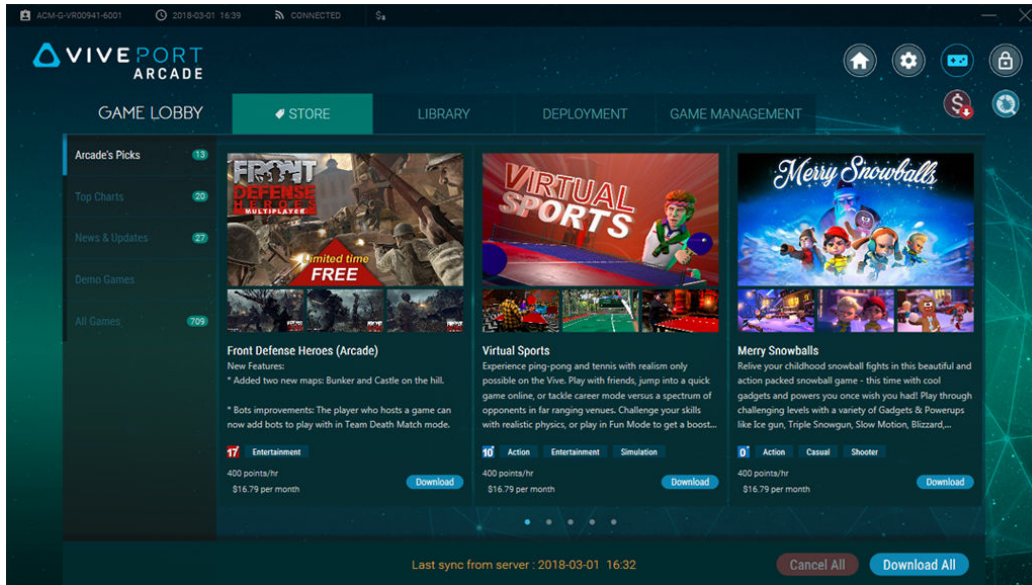 ACM-G-VR00941-6001
2018-03-01 16:39
CONNECTED
VIVEPORT
ARCADE
GAME LOBBY
STORE
LIBRARY
DEPLOYMENT
GAME MANAGEMENT
Arcade's Picks 13
Top Charts 20
News & Updates 27
Demo Games
All Games 709
FRONT
DEFENSE
HEROES
MULTIPLAYER
Limited time
FREE
Front Defense Heroes (Arcade)
New Features:
* Added two new maps: Bunker and Castle on the hill.
* Bots improvements: The player who hosts a game can
now add bots to play with in Team Death Match mode.
17+ Entertainment
400 points/hr
$16.79 per month
Download
VIRTUAL
SPORTS
Virtual Sports
Experience ping-pong and tennis with realism only
possible on the Vive. Play with friends, jump into a quick
game online, or tackle career mode versus a spectrum of
opponents in far ranging venues. Challenge your skills
with realistic physics, or play in Fun Mode to get a boost...
10+ Action Entertainment Simulation
400 points/hr
$16.79 per month
Download
Merry Snowballs
Merry Snowballs
Relive your childhood snowball fights in this beautiful and
action packed snowball game - this time with cool
gadgets and powers you once wish you had! Play through
challenging levels with a variety of Gadgets & Powerups
like Ice gun, Triple Snowgun, Slow Motion, Blizzard,...
0+ Action Casual Shooter
400 points/hr
$16.79 per month
Download
Last sync from server : 2018-03-01 16:32
Cancel All
Download All